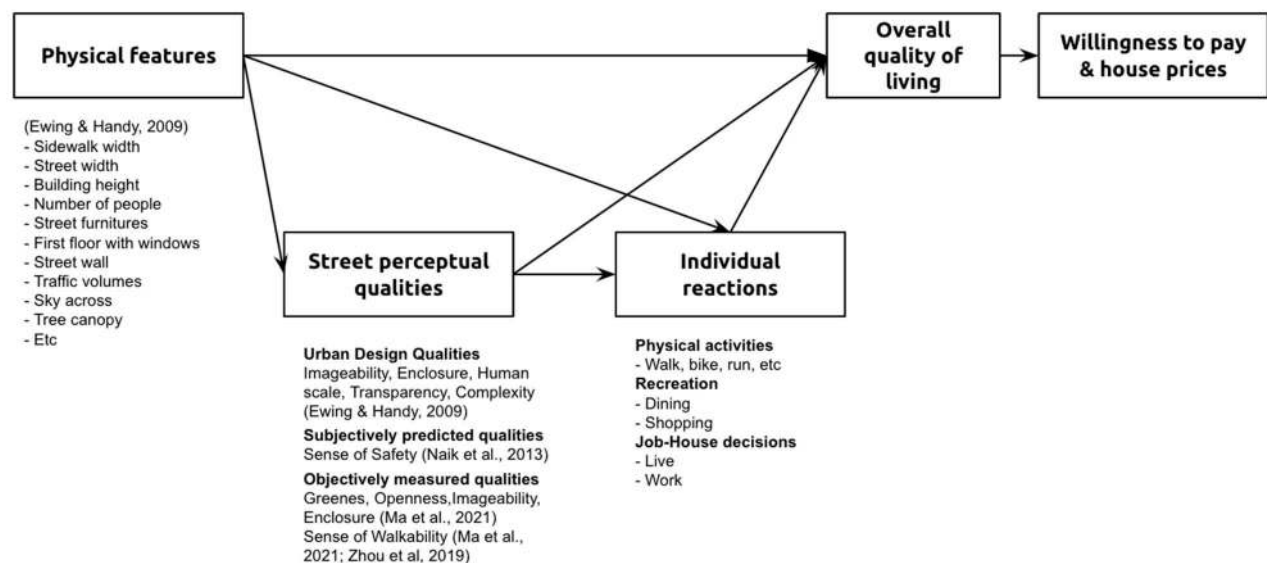 Physical features
(Ewing & Handy, 2009)
- Sidewalk width
- Street width
- Building height
- Number of people
- Street furnitures
- First floor with windows
- Street wall
- Traffic volumes
- Sky across
- Tree canopy
- Etc
Street perceptual
qualities
Urban Design Qualities
Imageability, Enclosure, Human
scale, Transparency, Complexity
(Ewing & Handy, 2009)
Subjectively predicted qualities
Sense of Safety (Naik et al., 2013)
Objectively measured qualities
Greenes, Openness,Imageability,
Enclosure (Ma et al., 2021)
Sense of Walkability (Ma et al.,
2021; Zhou et al, 2019)
Individual
reactions
Physical activities
- Walk, bike, run, etc
Recreation
- Dining
- Shopping
Job-House decisions
- Live
- Work
Overall
quality of
living
Willingness to pay
& house prices